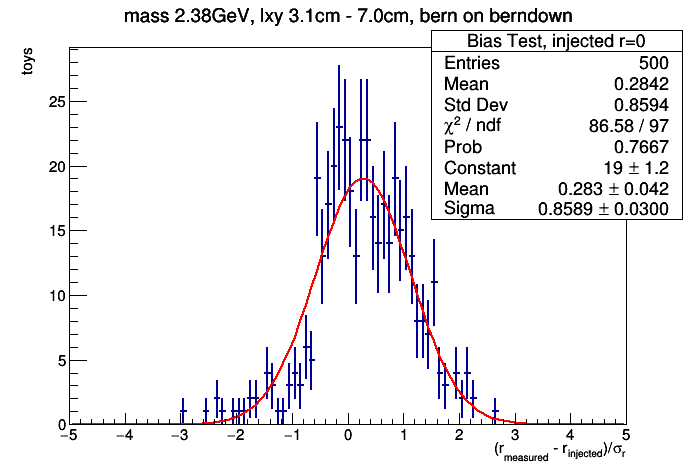 mass 2.38GeV, lxy 3.1cm - 7.0cm, bern on berndown
Bias Test, injected r=0
Entries 500
Mean 0.2842
Std Dev 0.8594
χ² / ndf 86.58 / 97
Prob 0.7667
Constant 19 ± 1.2
Mean 0.283 ± 0.042
Sigma 0.8589 ± 0.0300
toys
25
20
15
10
5
0
−5 −4 −3 −2 −1 0 1 2 3 4 5
(r_measured - r_injected)/σ_r